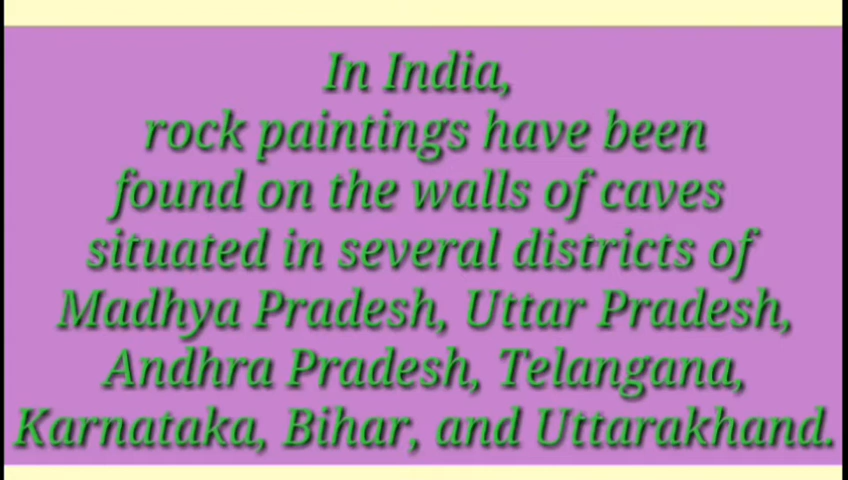 In India,
rock paintings have been
found on the walls of caves
situated in several districts of
Madhya Pradesh, Uttar Pradesh,
Andhra Pradesh, Telangana,
Karnataka, Bihar, and Uttarakhand.